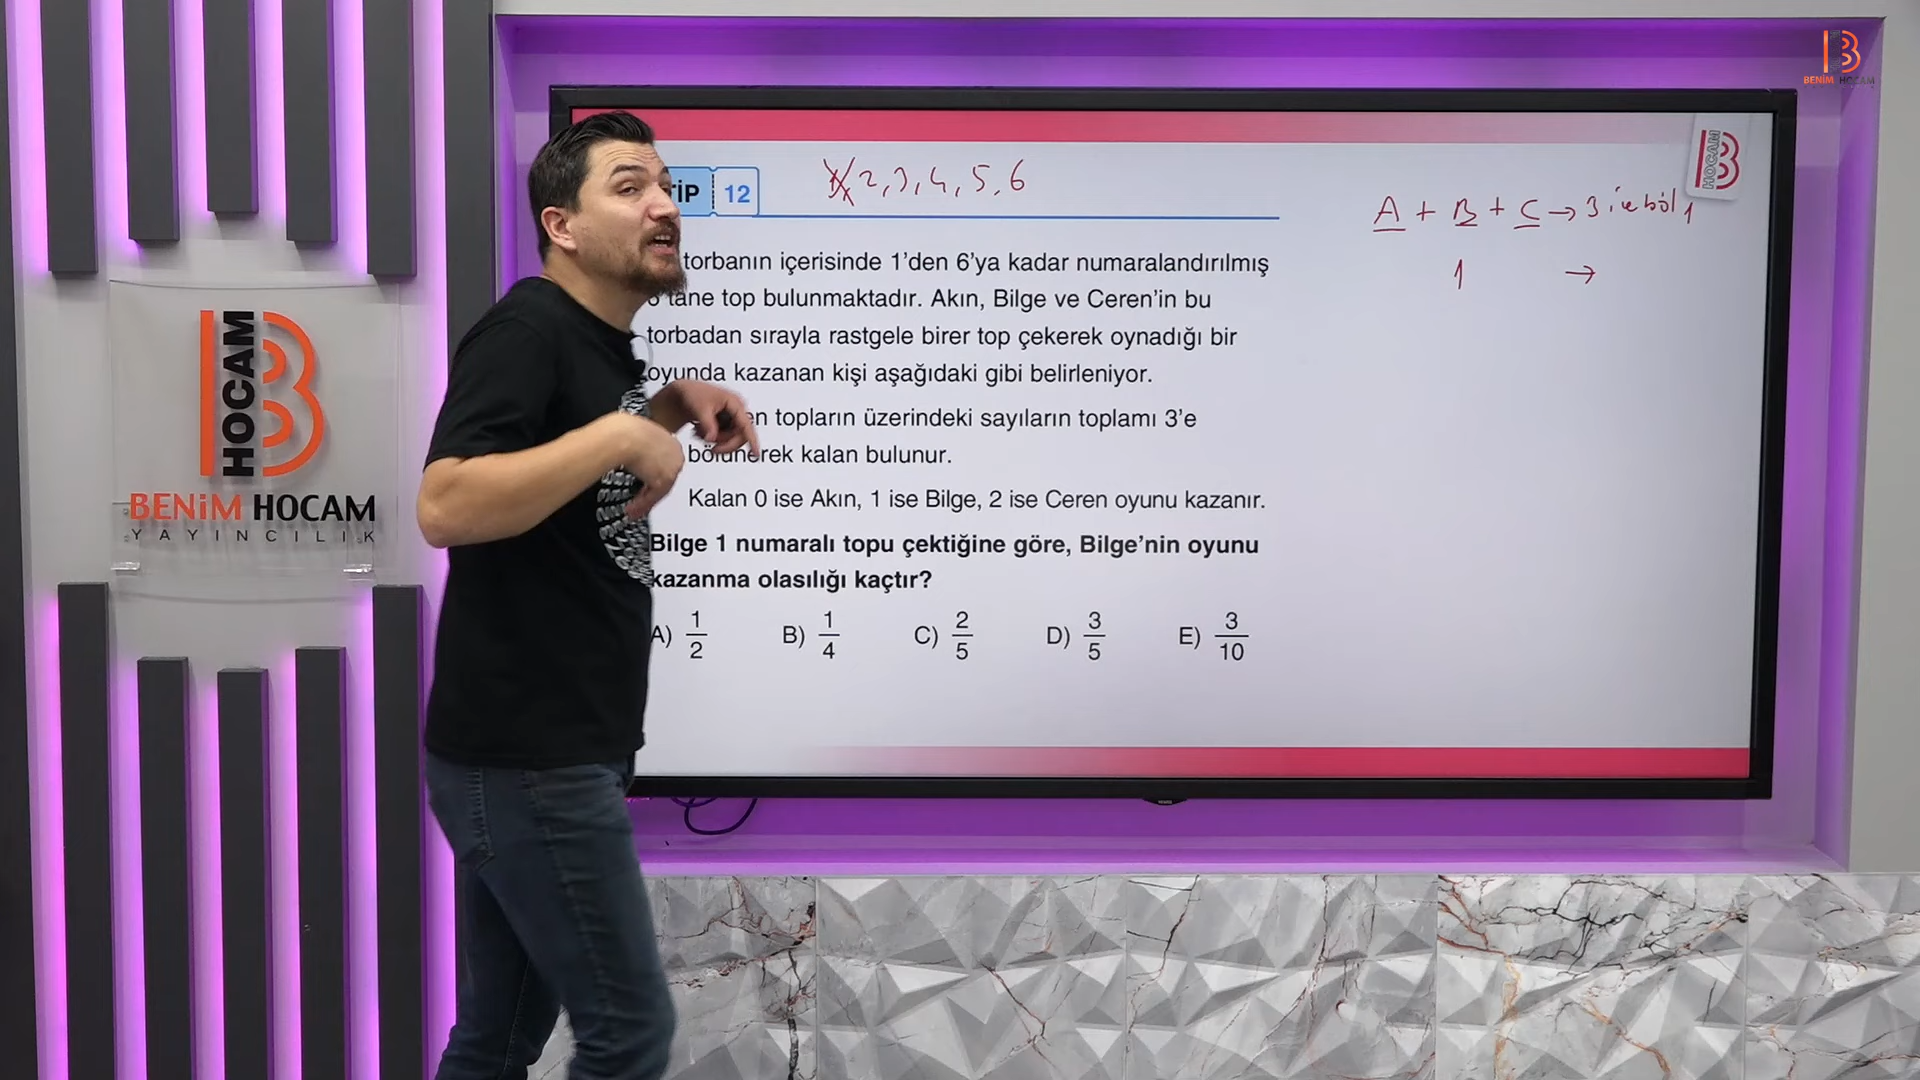 BENİM HOCAM
TİP 12
1, 2, 3, 4, 5, 6
A + B + C → 3 ile böl 1
1 →
HOCAM
torbanın içerisinde 1'den 6'ya kadar numaralandırılmış
6 tane top bulunmaktadır. Akın, Bilge ve Ceren'in bu
torbadan sırayla rastgele birer top çekerek oynadığı bir
oyunda kazanan kişi aşağıdaki gibi belirleniyor.
topların üzerindeki sayıların toplamı 3'e
bölünerek kalan bulunur.
Kalan 0 ise Akın, 1 ise Bilge, 2 ise Ceren oyunu kazanır.
Bilge 1 numaralı topu çektiğine göre, Bilge'nin oyunu
kazanma olasılığı kaçtır?
A) 1/2 B) 1/4 C) 2/5 D) 3/5 E) 3/10
HOCAM
BENİM HOCAM
YAYINCILIK